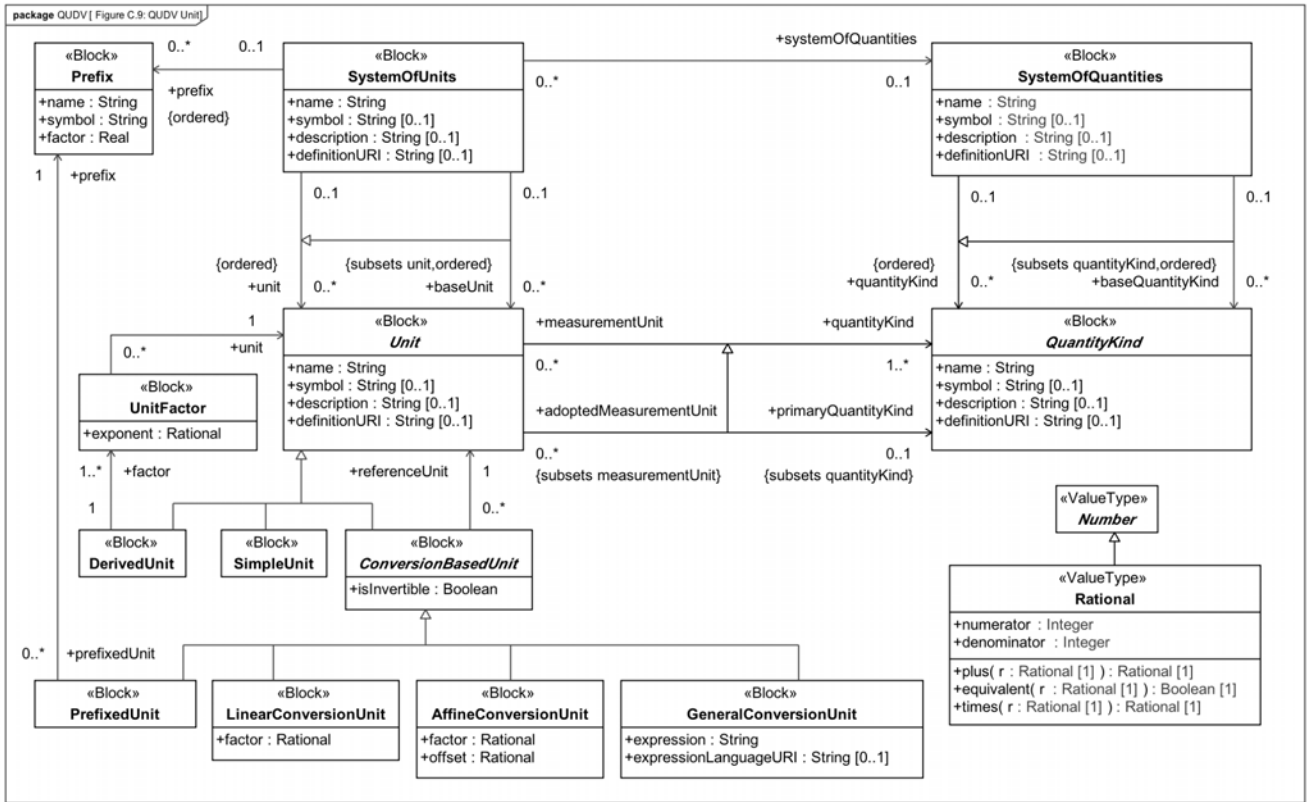 package QUDV [ Figure C.9: QUDV Unit]
«Block»
Prefix
+name : String
+symbol : String
+factor : Real
0..*
0..1
+prefix
{ordered}
«Block»
SystemOfUnits
+name : String
+symbol : String [0..1]
+description : String [0..1]
+definitionURI : String [0..1]
+systemOfQuantities
0..*
0..1
«Block»
SystemOfQuantities
+name : String
+symbol : String [0..1]
+description : String [0..1]
+definitionURI : String [0..1]
1
+prefix
0..1
0..1
0..1
0..1
{ordered}
+unit
0..*
{subsets unit,ordered}
+baseUnit
0..*
{ordered}
+quantityKind
0..*
{subsets quantityKind,ordered}
+baseQuantityKind
0..*
1
+unit
0..*
«Block»
UnitFactor
+exponent : Rational
«Block»
Unit
+name : String
+symbol : String [0..1]
+description : String [0..1]
+definitionURI : String [0..1]
+measurementUnit
0..*
+quantityKind
1..*
+adoptedMeasurementUnit
0..*
{subsets measurementUnit}
+primaryQuantityKind
0..1
{subsets quantityKind}
«Block»
QuantityKind
+name : String
+symbol : String [0..1]
+description : String [0..1]
+definitionURI : String [0..1]
1..*
+factor
1
+referenceUnit
1
0..*
«Block»
DerivedUnit
«Block»
SimpleUnit
«Block»
ConversionBasedUnit
+isInvertible : Boolean
«ValueType»
Number
«ValueType»
Rational
+numerator : Integer
+denominator : Integer
+plus( r : Rational [1] ) : Rational [1]
+equivalent( r : Rational [1] ) : Boolean [1]
+times( r : Rational [1] ) : Rational [1]
0..*
+prefixedUnit
«Block»
PrefixedUnit
«Block»
LinearConversionUnit
+factor : Rational
«Block»
AffineConversionUnit
+factor : Rational
+offset : Rational
«Block»
GeneralConversionUnit
+expression : String
+expressionLanguageURI : String [0..1]